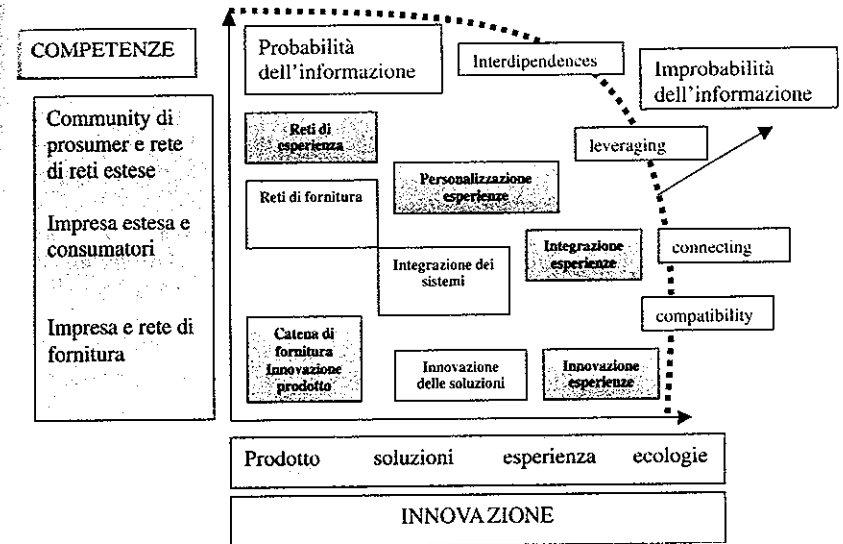 COMPETENZE
Probabilità
dell'informazione
Interdipendences
Improbabilità
dell'informazione
Community di
prosumer e rete
di reti estese
Impresa estesa e
consumatori
Impresa e rete di
fornitura
Reti di
esperienza
leveraging
Personalizzazione
esperienze
Reti di fornitura
Integrazione
esperienze
connecting
Integrazione dei
sistemi
compatibility
Catena di
fornitura
Innovazione
prodotto
Innovazione
delle soluzioni
Innovazione
esperienze
Prodotto soluzioni esperienza ecologie
INNOVAZIONE